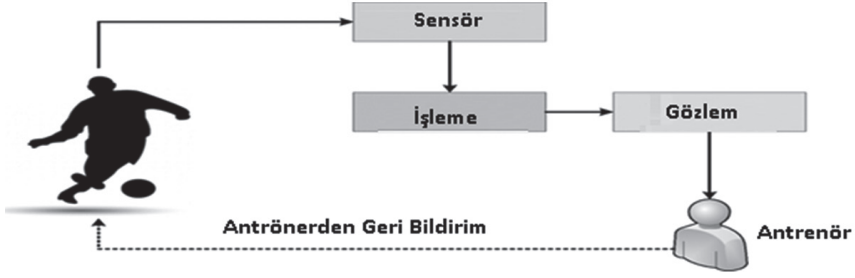 Sensör
İşleme
Gözlem
Antrönerden Geri Bildirim
Antrenör